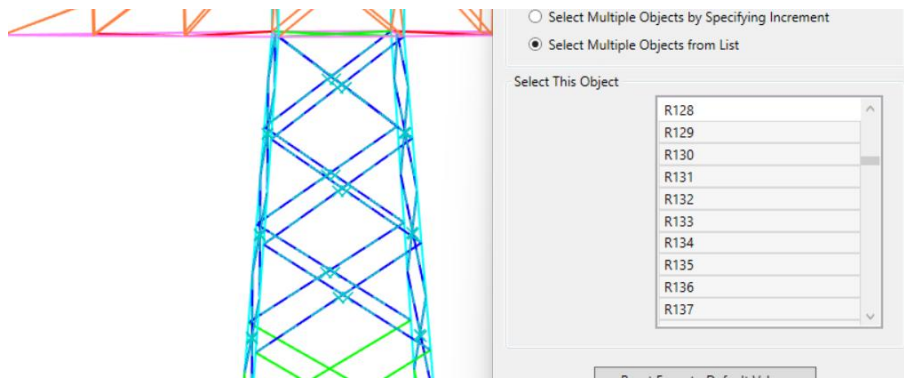 Select Multiple Objects by Specifying Increment
Select Multiple Objects from List
Select This Object
R128
R129
R130
R131
R132
R133
R134
R135
R136
R137